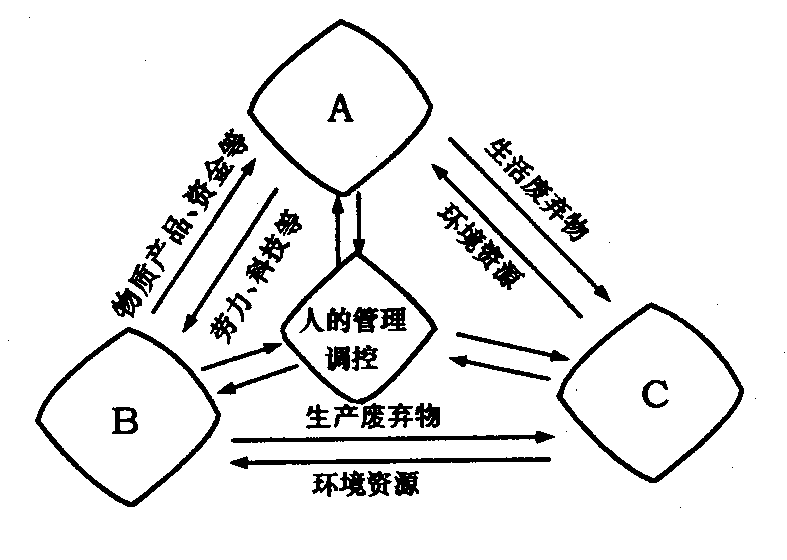 A
物质产品、资金等
劳力、科技等
生活废弃物
环境资源
人的管理
调控
B
C
生产废弃物
环境资源